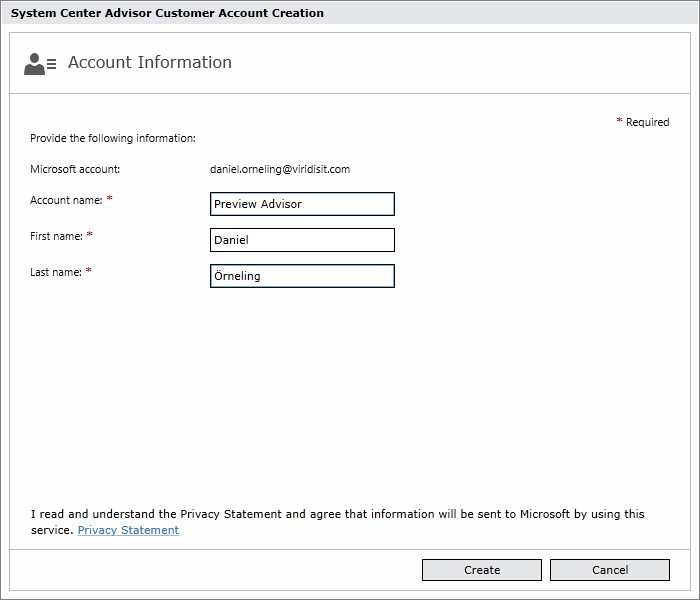 System Center Advisor Customer Account Creation
Account Information
* Required
Provide the following information:
Microsoft account: daniel.orneling@viridisit.com
Account name: * Preview Advisor
First name: * Daniel
Last name: * Örneling
I read and understand the Privacy Statement and agree that information will be sent to Microsoft by using this
service. Privacy Statement
Create Cancel